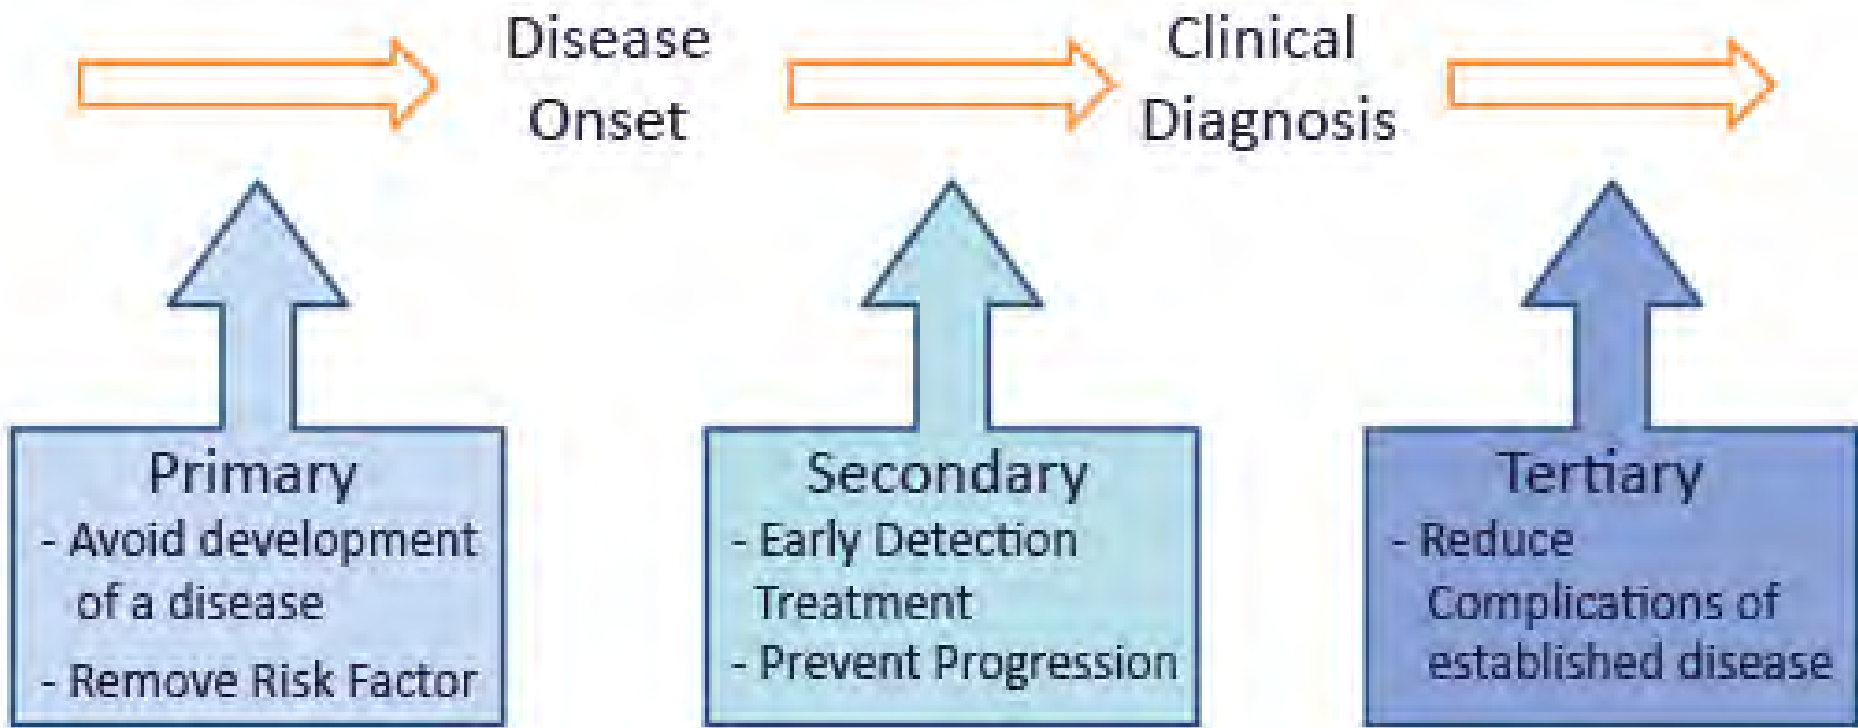 Disease
Onset
Clinical
Diagnosis
Primary
- Avoid development
of a disease
- Remove Risk Factor
Secondary
- Early Detection
Treatment
- Prevent Progression
Tertiary
- Reduce
Complications of
established disease